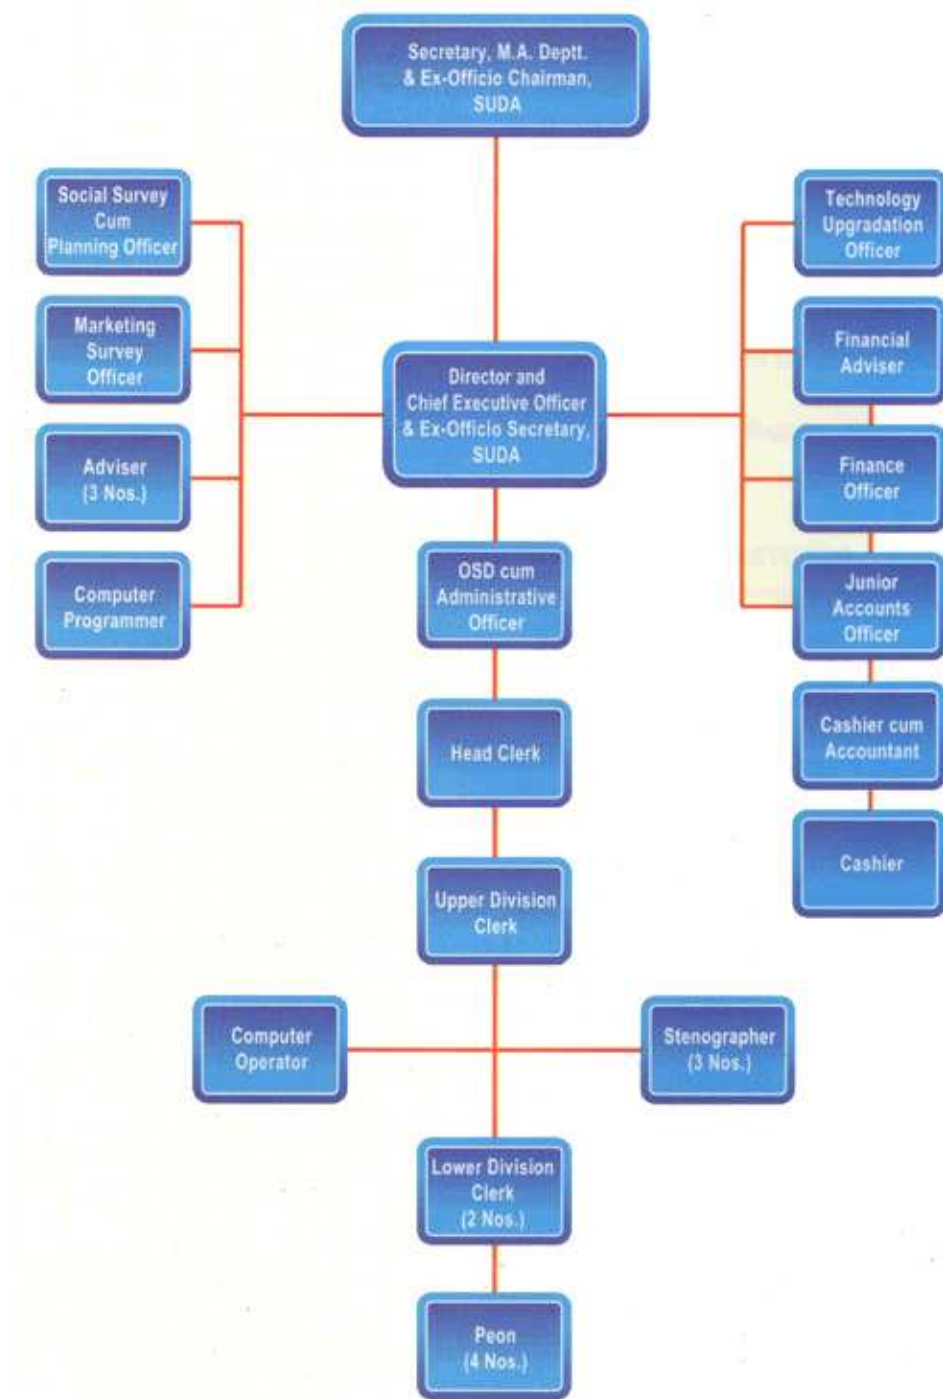 Secretary, M.A. Deptt.
& Ex-Officio Chairman,
SUDA
Social Survey
Cum
Planning Officer
Technology
Upgradation
Officer
Marketing
Survey
Officer
Financial
Adviser
Director and
Chief Executive Officer
& Ex-Officio Secretary,
SUDA
Adviser
(3 Nos.)
Finance
Officer
Computer
Programmer
OSD cum
Administrative
Officer
Junior
Accounts
Officer
Head Clerk
Cashier cum
Accountant
Upper Division
Clerk
Cashier
Computer
Operator
Stenographer
(3 Nos.)
Lower Division
Clerk
(2 Nos.)
Peon
(4 Nos.)